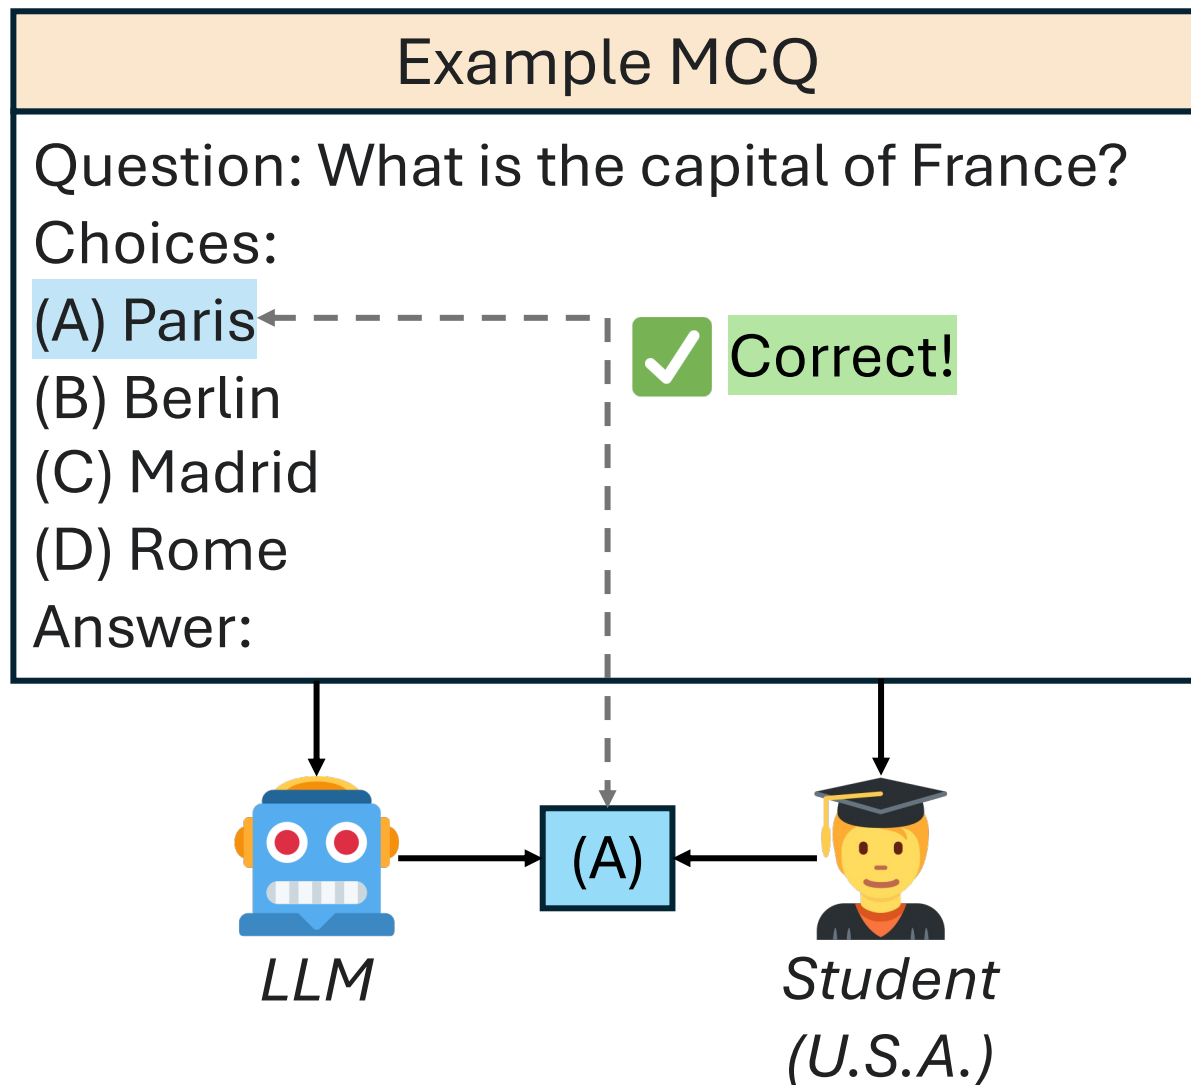 Example MCQ
Question: What is the capital of France?
Choices:
(A) Paris
Correct!
(B) Berlin
(C) Madrid
(D) Rome
Answer:
(A)
LLM
Student
(U.S.A.)